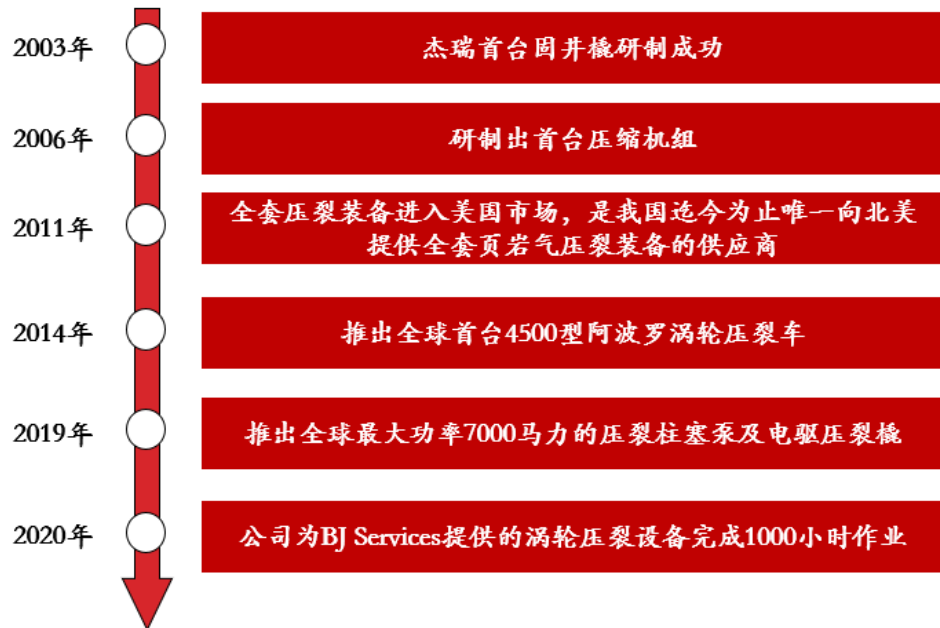 2003年
杰瑞首台固井橇研制成功
2006年
研制出首台压缩机组
2011年
全套压裂装备进入美国市场，是我国迄今为止唯一向北美
提供全套页岩气压裂装备的供应商
2014年
推出全球首台4500型阿波罗涡轮压裂车
2019年
推出全球最大功率7000马力的压裂柱塞泵及电驱压裂橇
2020年
公司为BJ Services提供的涡轮压裂设备完成1000小时作业